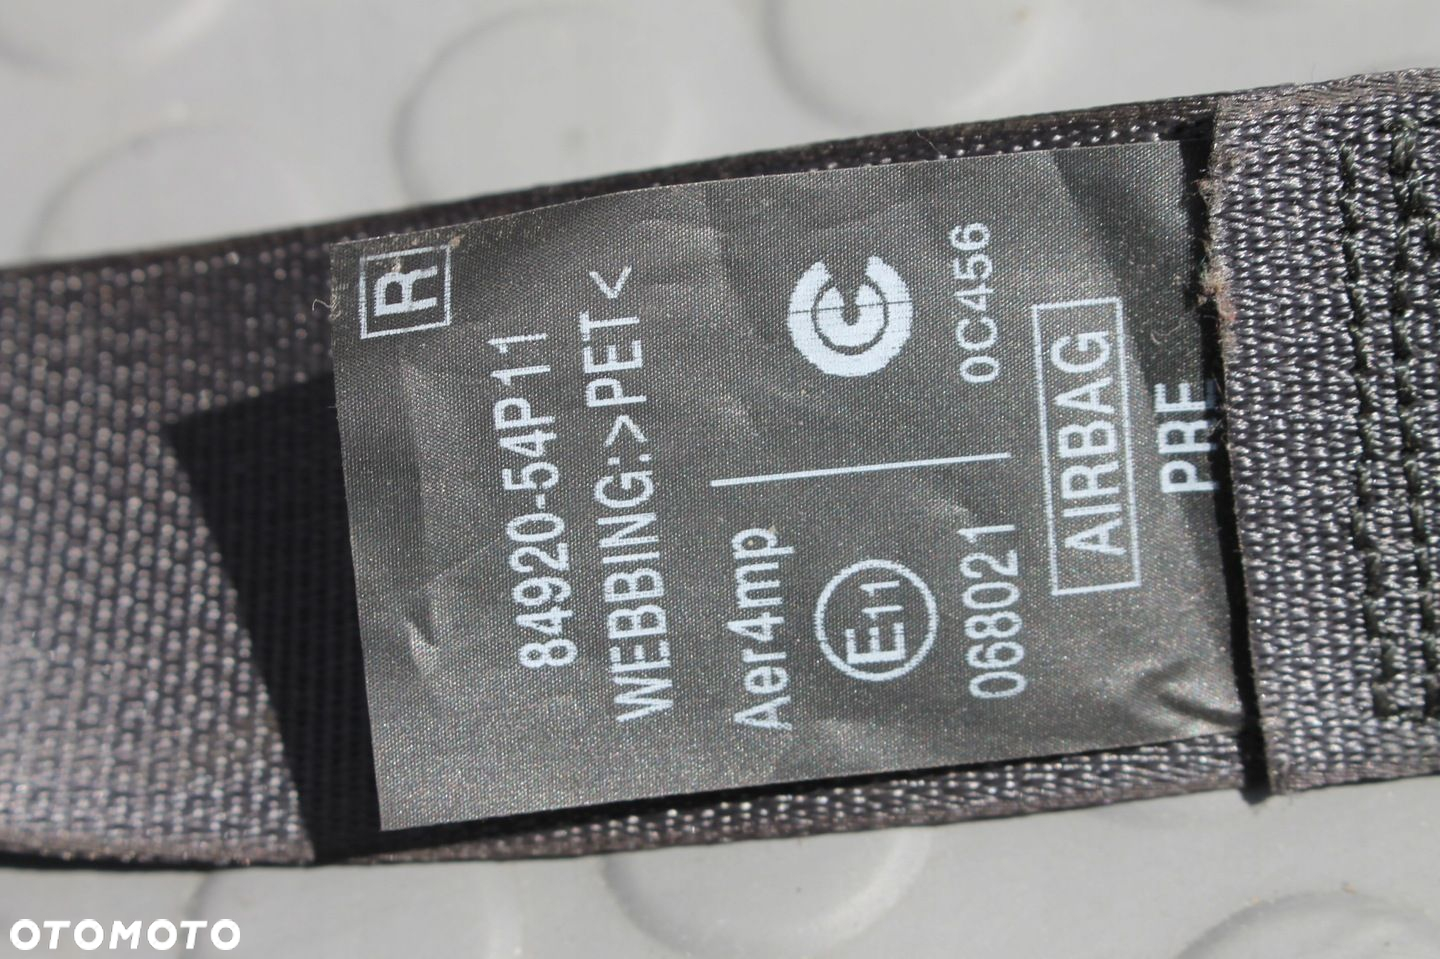 R
84920-54P11
WEBBING:>PET<
Aer4mp
E11
068021
0C456
AIRBAG
PRE
OTOMOTO